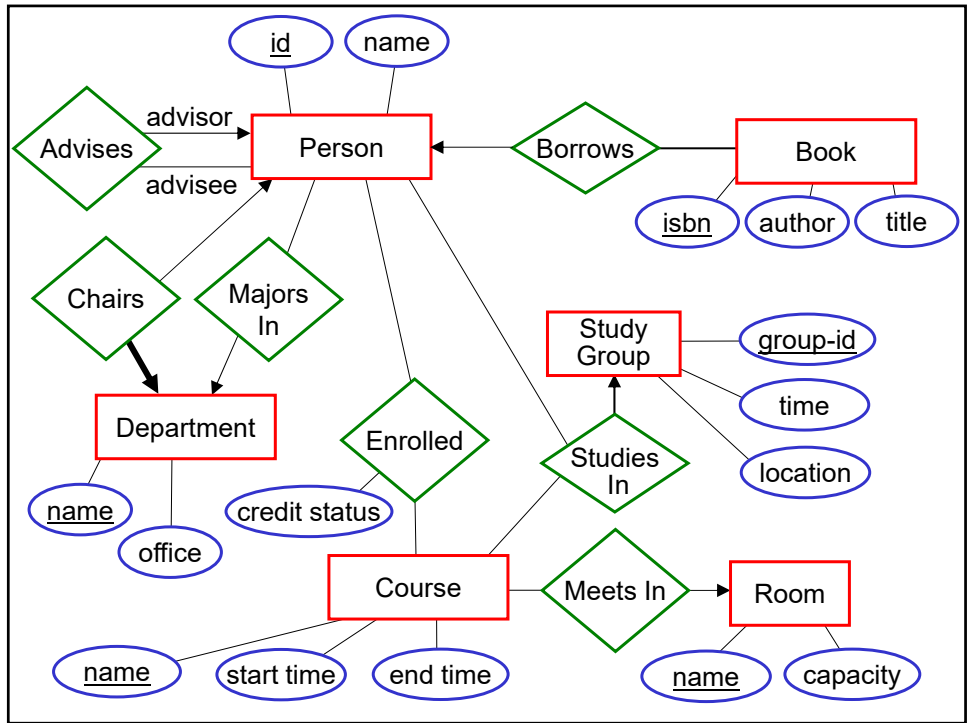 id
name
advisor
Advises
Person
Borrows
Book
advisee
isbn
author
title
Chairs
Majors
In
Study
Group
group-id
time
Department
Enrolled
Studies
In
location
name
credit status
office
Course
Meets In
Room
name
start time
end time
name
capacity